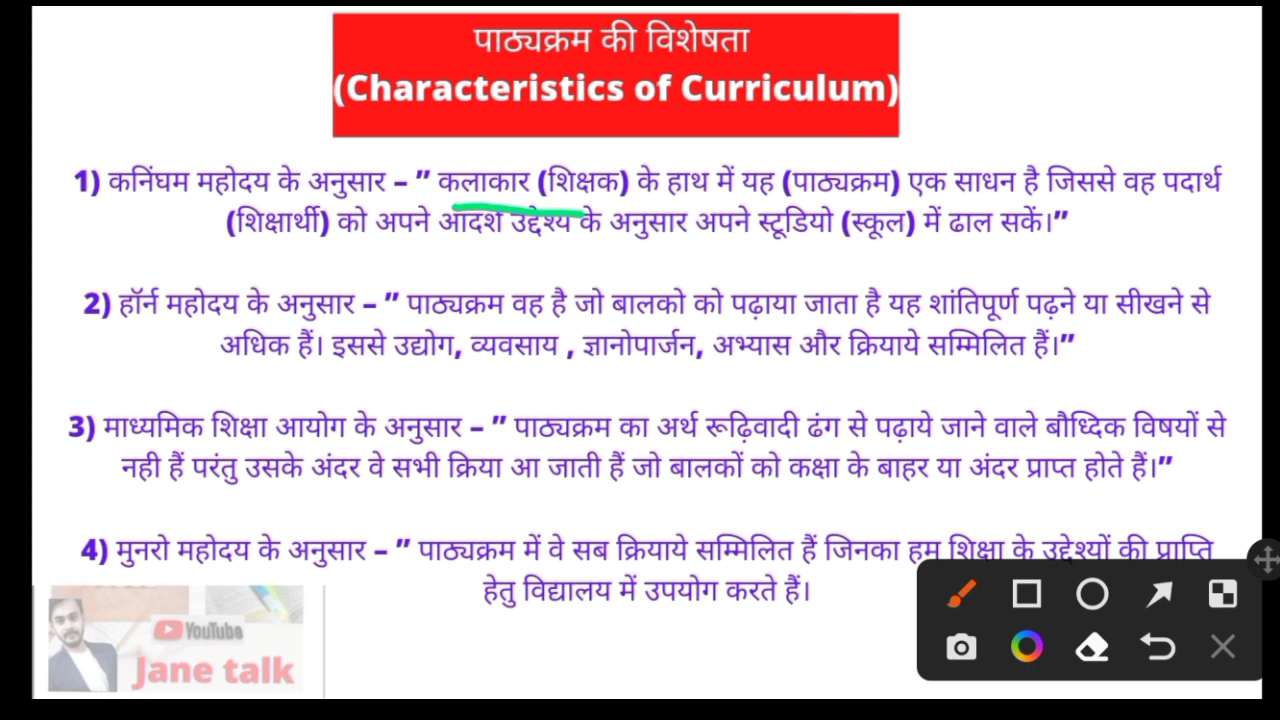 पाठ्यक्रम की विशेषता
(Characteristics of Curriculum)
1) कनिंघम महोदय के अनुसार – ” कलाकार (शिक्षक) के हाथ में यह (पाठ्यक्रम) एक साधन है जिससे वह पदार्थ
(शिक्षार्थी) को अपने आदर्श उद्देश्य के अनुसार अपने स्टूडियो (स्कूल) में ढाल सकें।”
2) हॉर्न महोदय के अनुसार – ” पाठ्यक्रम वह है जो बालको को पढ़ाया जाता है यह शांतिपूर्ण पढ़ने या सीखने से
अधिक हैं। इससे उद्योग, व्यवसाय , ज्ञानोपार्जन, अभ्यास और क्रियाये सम्मिलित हैं।”
3) माध्यमिक शिक्षा आयोग के अनुसार – ” पाठ्यक्रम का अर्थ रूढ़िवादी ढंग से पढ़ाये जाने वाले बौध्दिक विषयों से
नही हैं परंतु उसके अंदर वे सभी क्रिया आ जाती हैं जो बालकों को कक्षा के बाहर या अंदर प्राप्त होते हैं।”
4) मुनरो महोदय के अनुसार – ” पाठ्यक्रम में वे सब क्रियाये सम्मिलित हैं जिनका हम शिक्षा के उद्देश्यों की प्राप्ति
हेतु विद्यालय में उपयोग करते हैं।
YouTube
Jane talk